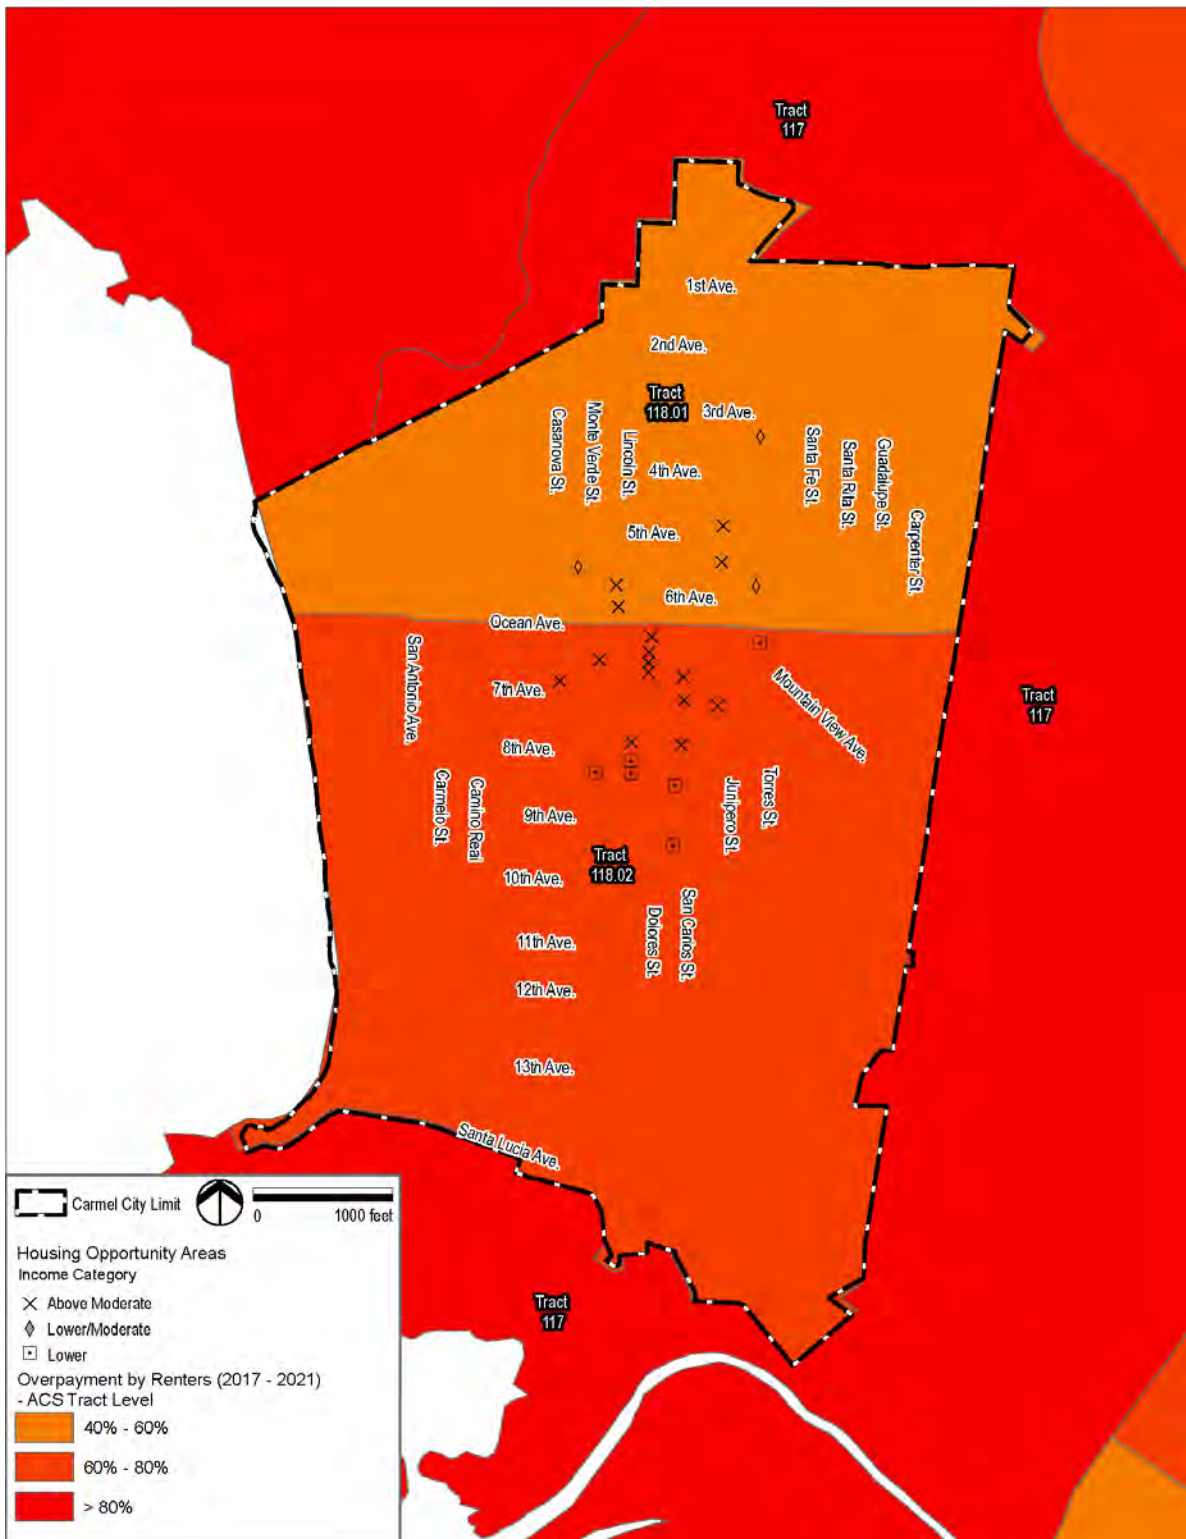 Tract
117
1st Ave.
2nd Ave.
Tract
118.01
3rd Ave.
Casanova St.
Monte Verde St.
Lincoln St.
4th Ave.
Santa Fe St.
Santa Rita St.
Guadalupe St.
Carpenter St.
5th Ave.
6th Ave.
Ocean Ave.
San Antonio Ave.
7th Ave.
Mountain View Ave.
Tract
117
8th Ave.
Carmelo St.
Camino Real
Junipero St.
Torres St.
9th Ave.
Tract
118.02
10th Ave.
Dolores St.
San Carlos St.
11th Ave.
12th Ave.
13th Ave.
Santa Lucia Ave.
Carmel City Limit
0 1000 feet
Housing Opportunity Areas
Income Category
Above Moderate
Lower/Moderate
Lower
Overpayment by Renters (2017 - 2021)
- ACS Tract Level
40% - 60%
60% - 80%
> 80%
Tract
117